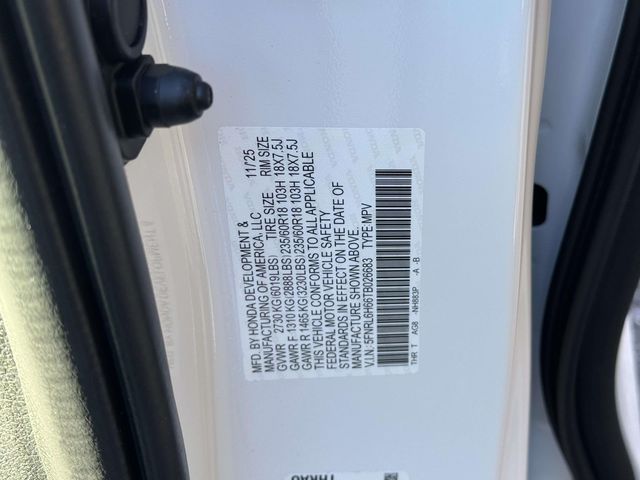 MFD. BY HONDA DEVELOPMENT & 11/25
MANUFACTURING OF AMERICA, LLC
GVWR 2730 KG(6019LBS) TIRE SIZE RIM SIZE
GAWR F 1310 KG(2888LBS)235/60R18 103H 18X7.5J
GAWR R 1465 KG(3230LBS)235/60R18 103H 18X7.5J
THIS VEHICLE CONFORMS TO ALL APPLICABLE
FEDERAL MOTOR VEHICLE SAFETY
STANDARDS IN EFFECT ON THE DATE OF
MANUFACTURE SHOWN ABOVE.
V.I.N.: 5FNRL6H66TB026683 TYPE:MPV
THR T AG8 -NH883P -A -B